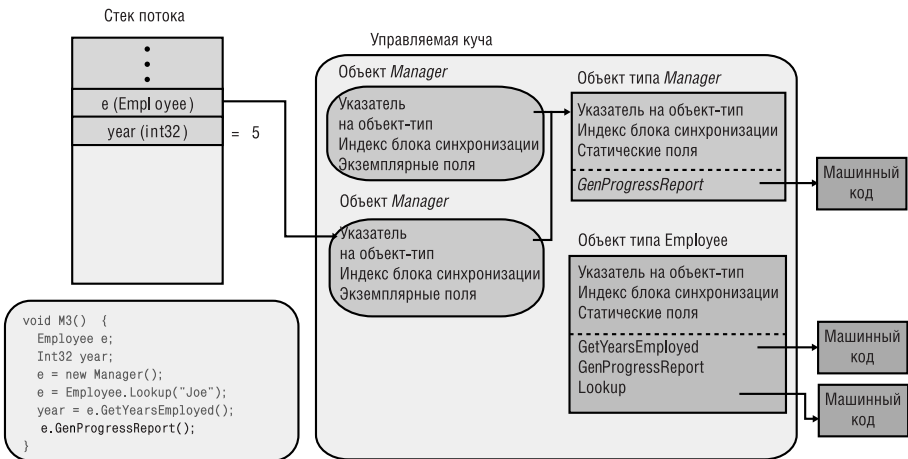 Стек потока
e (Employee)
year (int32)
= 5
Управляемая куча
Объект Manager
Указатель
на объект-тип
Индекс блока синхронизации
Экземплярные поля
Объект Manager
Указатель
на объект-тип
Индекс блока синхронизации
Экземплярные поля
Объект типа Manager
Указатель на объект-тип
Индекс блока синхронизации
Статические поля
GenProgressReport
Машинный
код
Объект типа Employee
Указатель на объект-тип
Индекс блока синхронизации
Статические поля
GetYearsEmployed
GenProgressReport
Lookup
Машинный
код
Машинный
код
void M3() {
Employee e;
Int32 year;
e = new Manager();
e = Employee.Lookup("Joe");
year = e.GetYearsEmployed();
e.GenProgressReport();
}